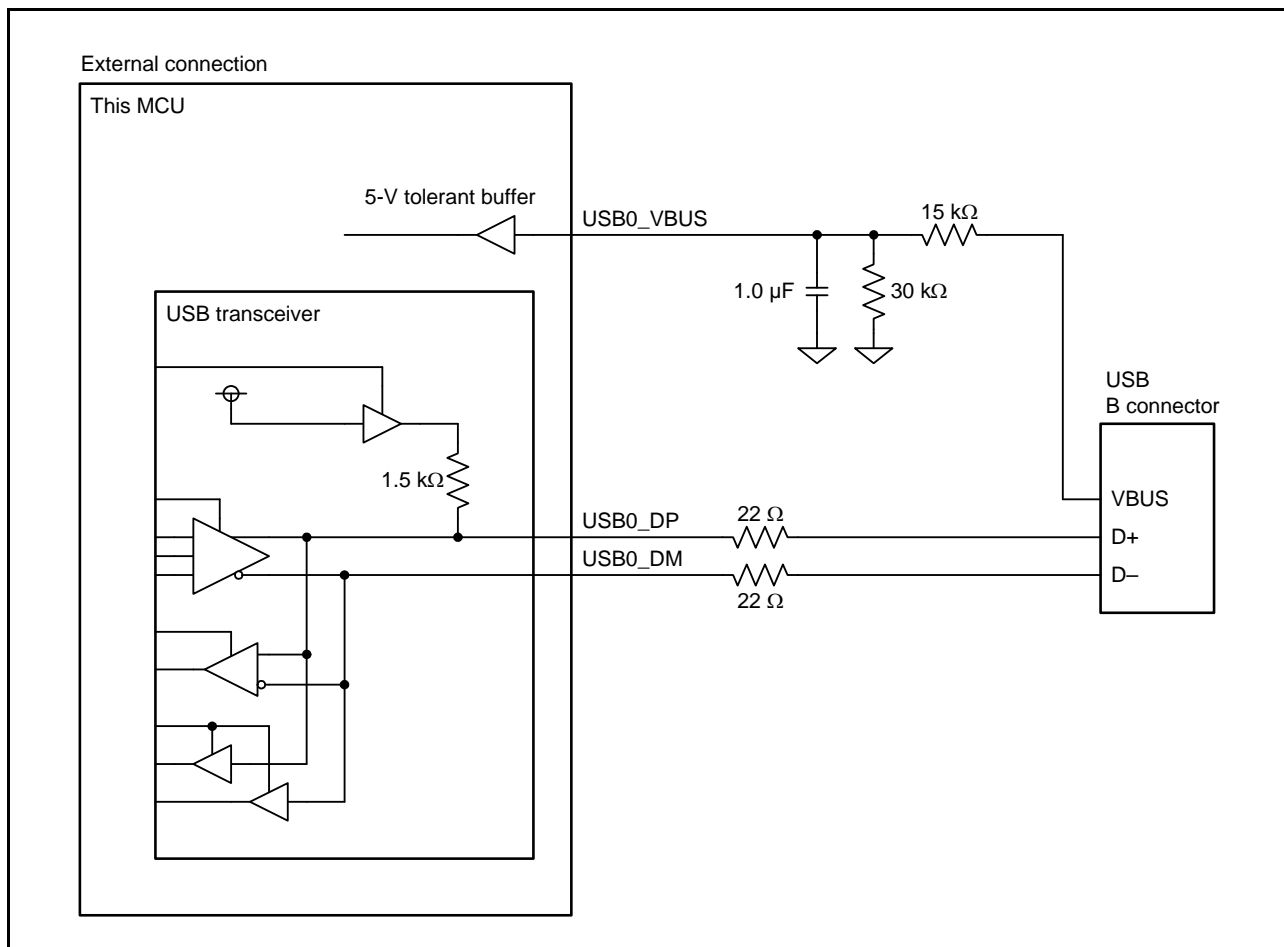 External connection
This MCU
5-V tolerant buffer
USB0_VBUS
15 kΩ
1.0 µF
30 kΩ
USB transceiver
USB
B connector
1.5 kΩ
VBUS
USB0_DP
22 Ω
D+
USB0_DM
22 Ω
D–